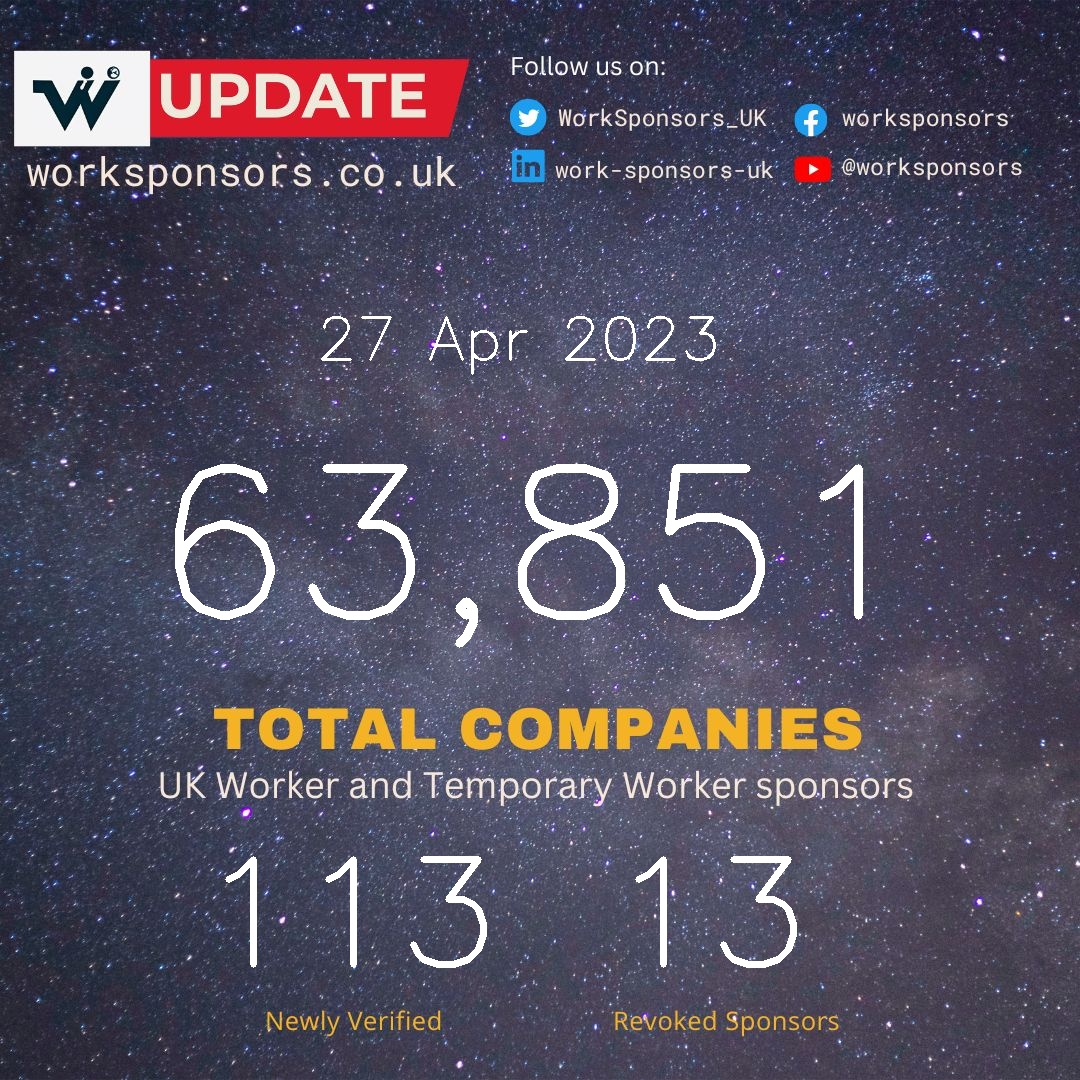 UPDATE
worksponsors.co.uk
Follow us on:
WorkSponsors_UK
worksponsors
work-sponsors-uk
@worksponsors
27 Apr 2023
63,851
TOTAL COMPANIES
UK Worker and Temporary Worker sponsors
113 13
Newly Verified Revoked Sponsors